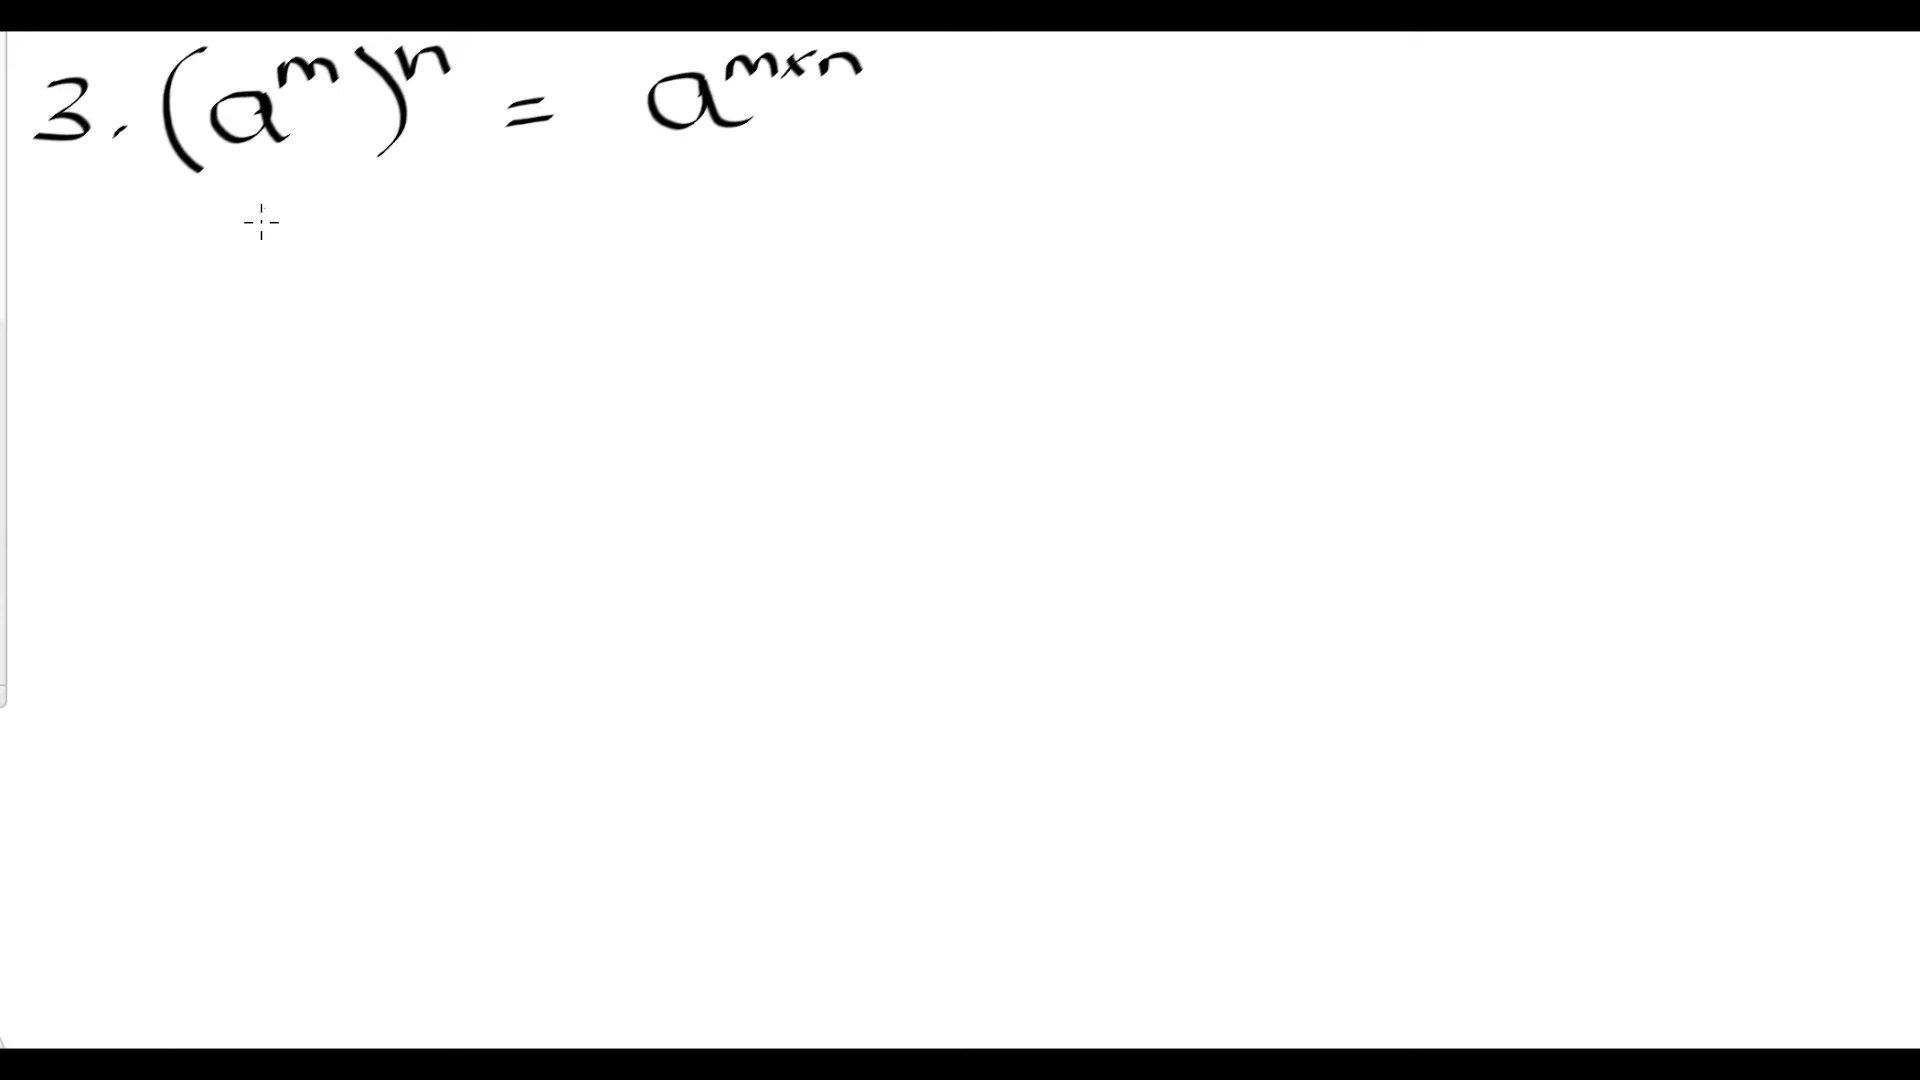 3. (a^m)^n = a^{m×n}